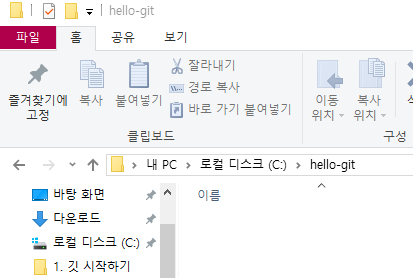 hello-git
파일 홈 공유 보기
즐겨찾기에 고정
복사
붙여넣기
잘라내기
경로 복사
바로 가기 붙여넣기
이동 위치
복사 위치
클립보드
구성
내 PC 로컬 디스크 (C:) hello-git
바탕 화면
다운로드
로컬 디스크 (C:)
1. 깃 시작하기
이름